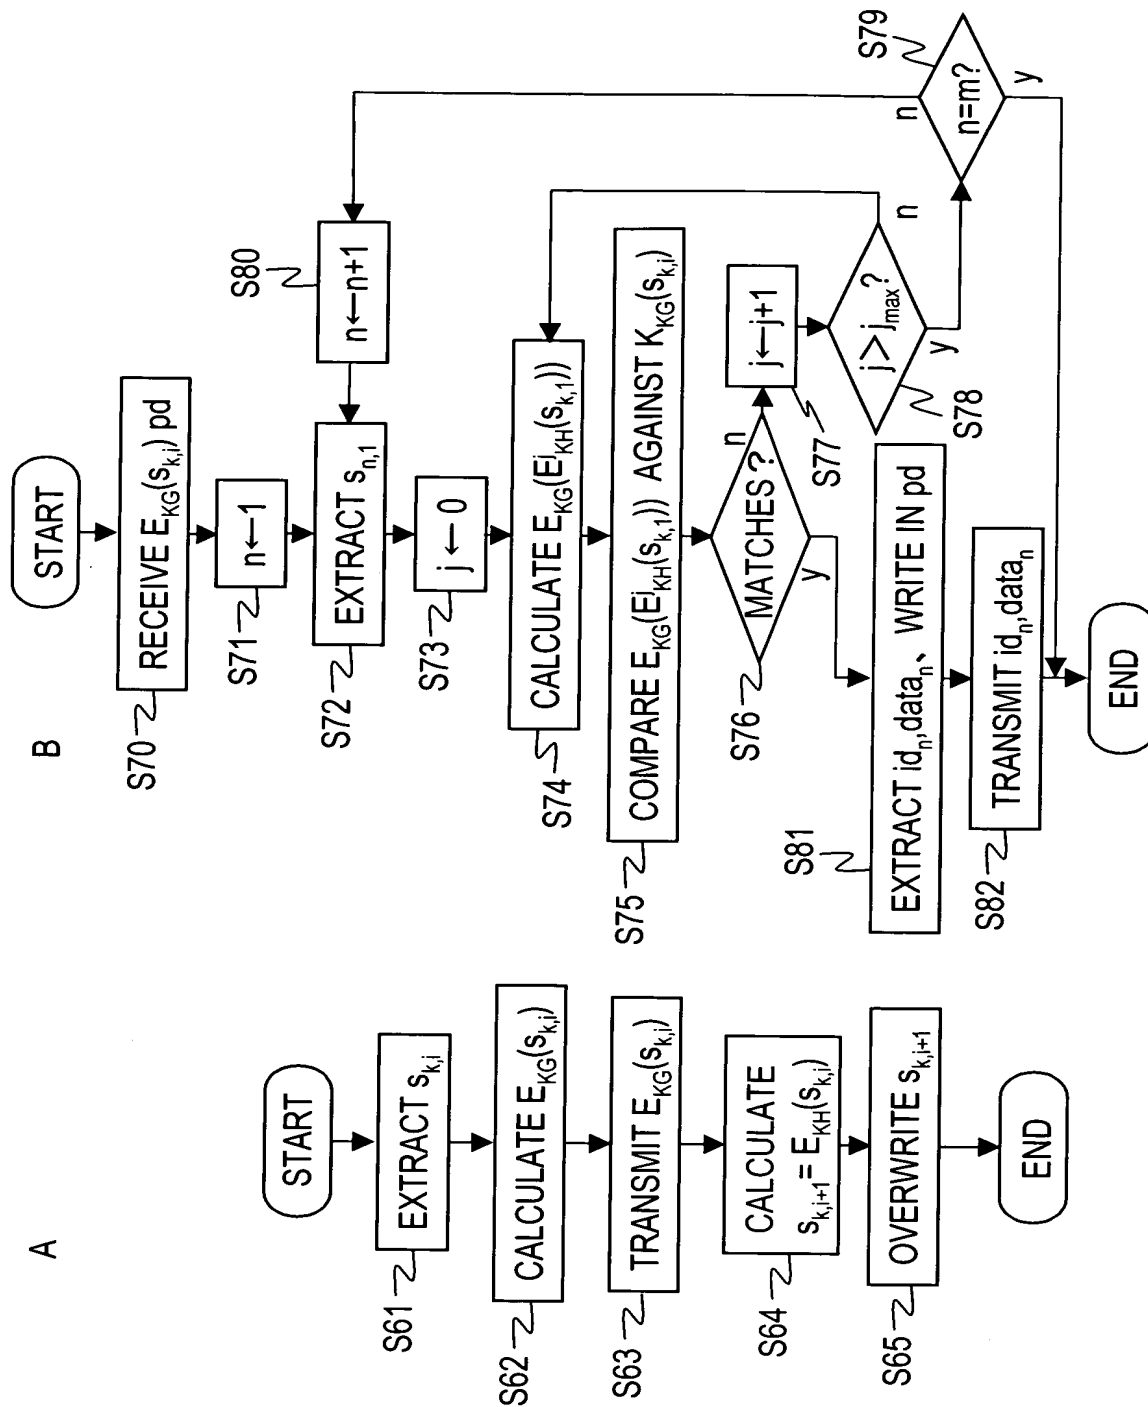 A
START
S61
EXTRACT s_{k,i}
S62
CALCULATE E_{KG}(s_{k,i})
S63
TRANSMIT E_{KG}(s_{k,i})
S64
CALCULATE
s_{k,i+1}=E_{KH}(s_{k,i})
S65
OVERWRITE s_{k,i+1}
END
B
START
S70
RECEIVE E_{KG}(s_{k,i}) pd
S71
n←1
S72
EXTRACT s_{n,1}
S80
n←n+1
S73
j←0
S74
CALCULATE E_{KG}(E^j_{KH}(s_{k,1}))
S75
COMPARE E_{KG}(E^j_{KH}(s_{k,1})) AGAINST K_{KG}(s_{k,i})
S76
MATCHES ?
n
y
S77
j←j+1
S78
j>j_{max}?
n
y
S79
n=m?
n
y
S81
EXTRACT id_n,data_n、WRITE IN pd
S82
TRANSMIT id_n,data_n
END